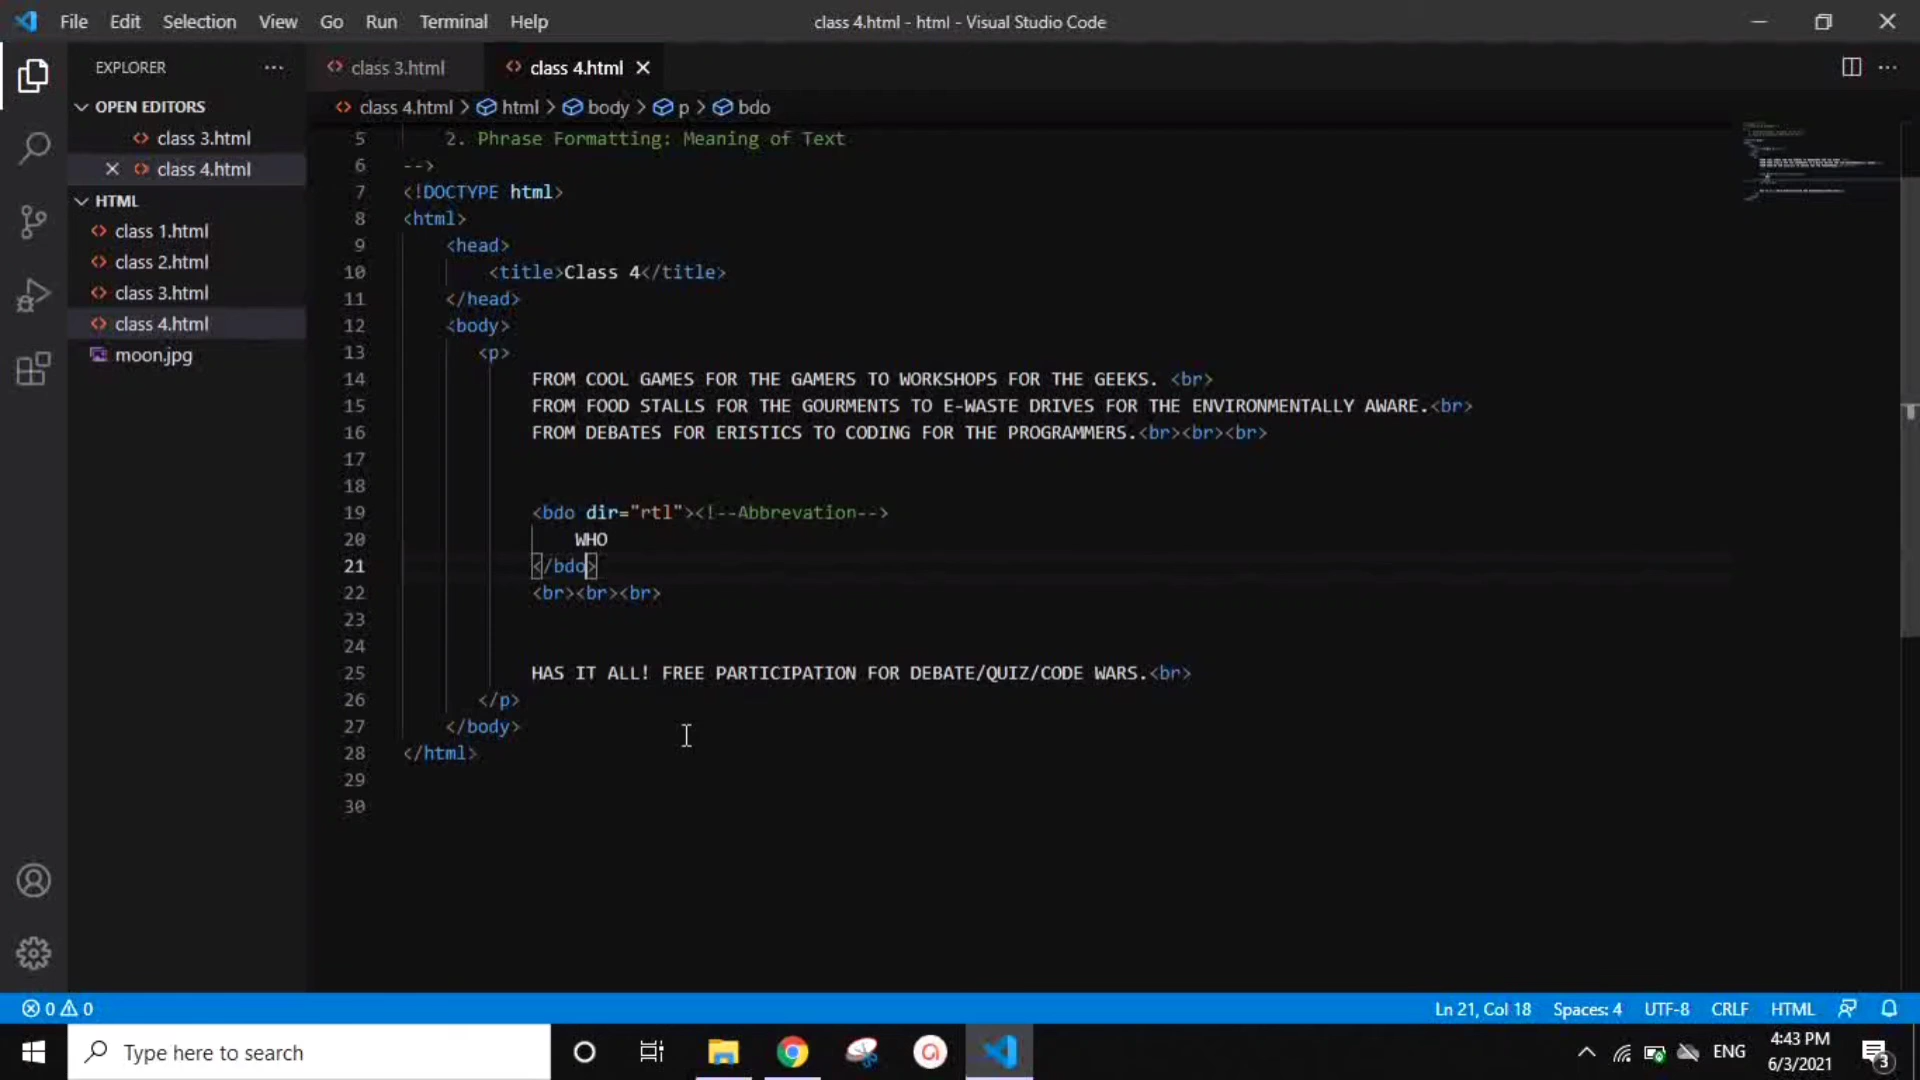 File Edit Selection View Go Run Terminal Help class 4.html - html - Visual Studio Code
EXPLORER
class 3.html class 4.html
OPEN EDITORS
class 3.html
class 4.html
HTML
class 1.html
class 2.html
class 3.html
class 4.html
moon.jpg
class 4.html > html > body > p > bdo
5 2. Phrase Formatting: Meaning of Text
6 -->
7 <!DOCTYPE html>
8 <html>
9 <head>
10 <title>Class 4</title>
11 </head>
12 <body>
13 <p>
14 FROM COOL GAMES FOR THE GAMERS TO WORKSHOPS FOR THE GEEKS. <br>
15 FROM FOOD STALLS FOR THE GOURMENTS TO E-WASTE DRIVES FOR THE ENVIRONMENTALLY AWARE.<br>
16 FROM DEBATES FOR ERISTICS TO CODING FOR THE PROGRAMMERS.<br><br><br>
17
18
19 <bdo dir="rtl"><!--Abbrevation-->
20 WHO
21 </bdo>
22 <br><br><br>
23
24
25 HAS IT ALL! FREE PARTICIPATION FOR DEBATE/QUIZ/CODE WARS.<br>
26 </p>
27 </body>
28 </html>
29
30
0 0 Ln 21, Col 18 Spaces: 4 UTF-8 CRLF HTML
Type here to search ENG 4:43 PM
6/3/2021 3